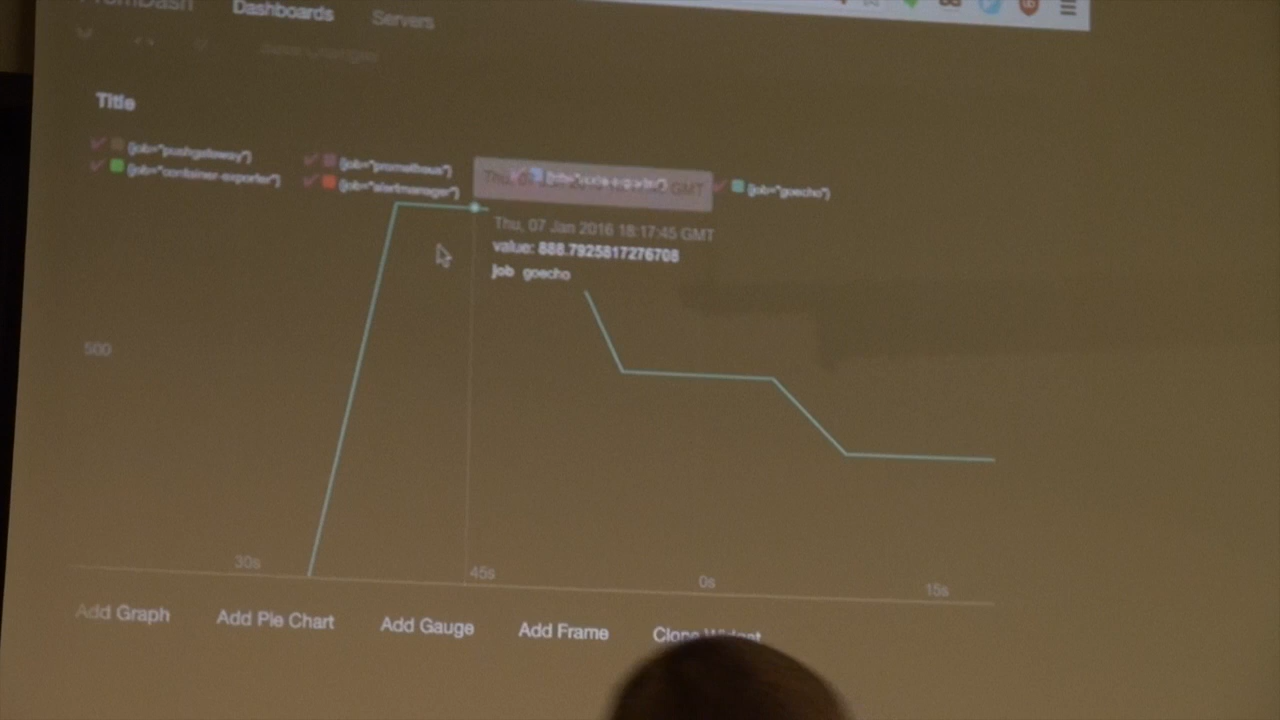 PromDash Dashboards Servers
Title
{job="pushgateway"} {job="prometheus"}
{job="container-exporter"} {job="alertmanager"} {job="goecho"}
Thu, 07 Jan 2016 18:17:45 GMT
value: 888.7925817276708
job goecho
500
30s 45s 0s 15s
Add Graph Add Pie Chart Add Gauge Add Frame Clone Widget